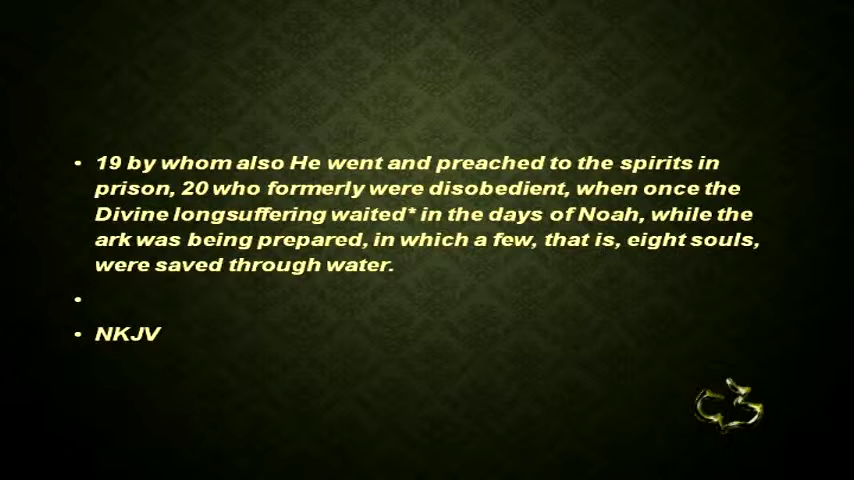 • 19 by whom also He went and preached to the spirits in
prison, 20 who formerly were disobedient, when once the
Divine longsuffering waited* in the days of Noah, while the
ark was being prepared, in which a few, that is, eight souls,
were saved through water.
•
• NKJV
C3